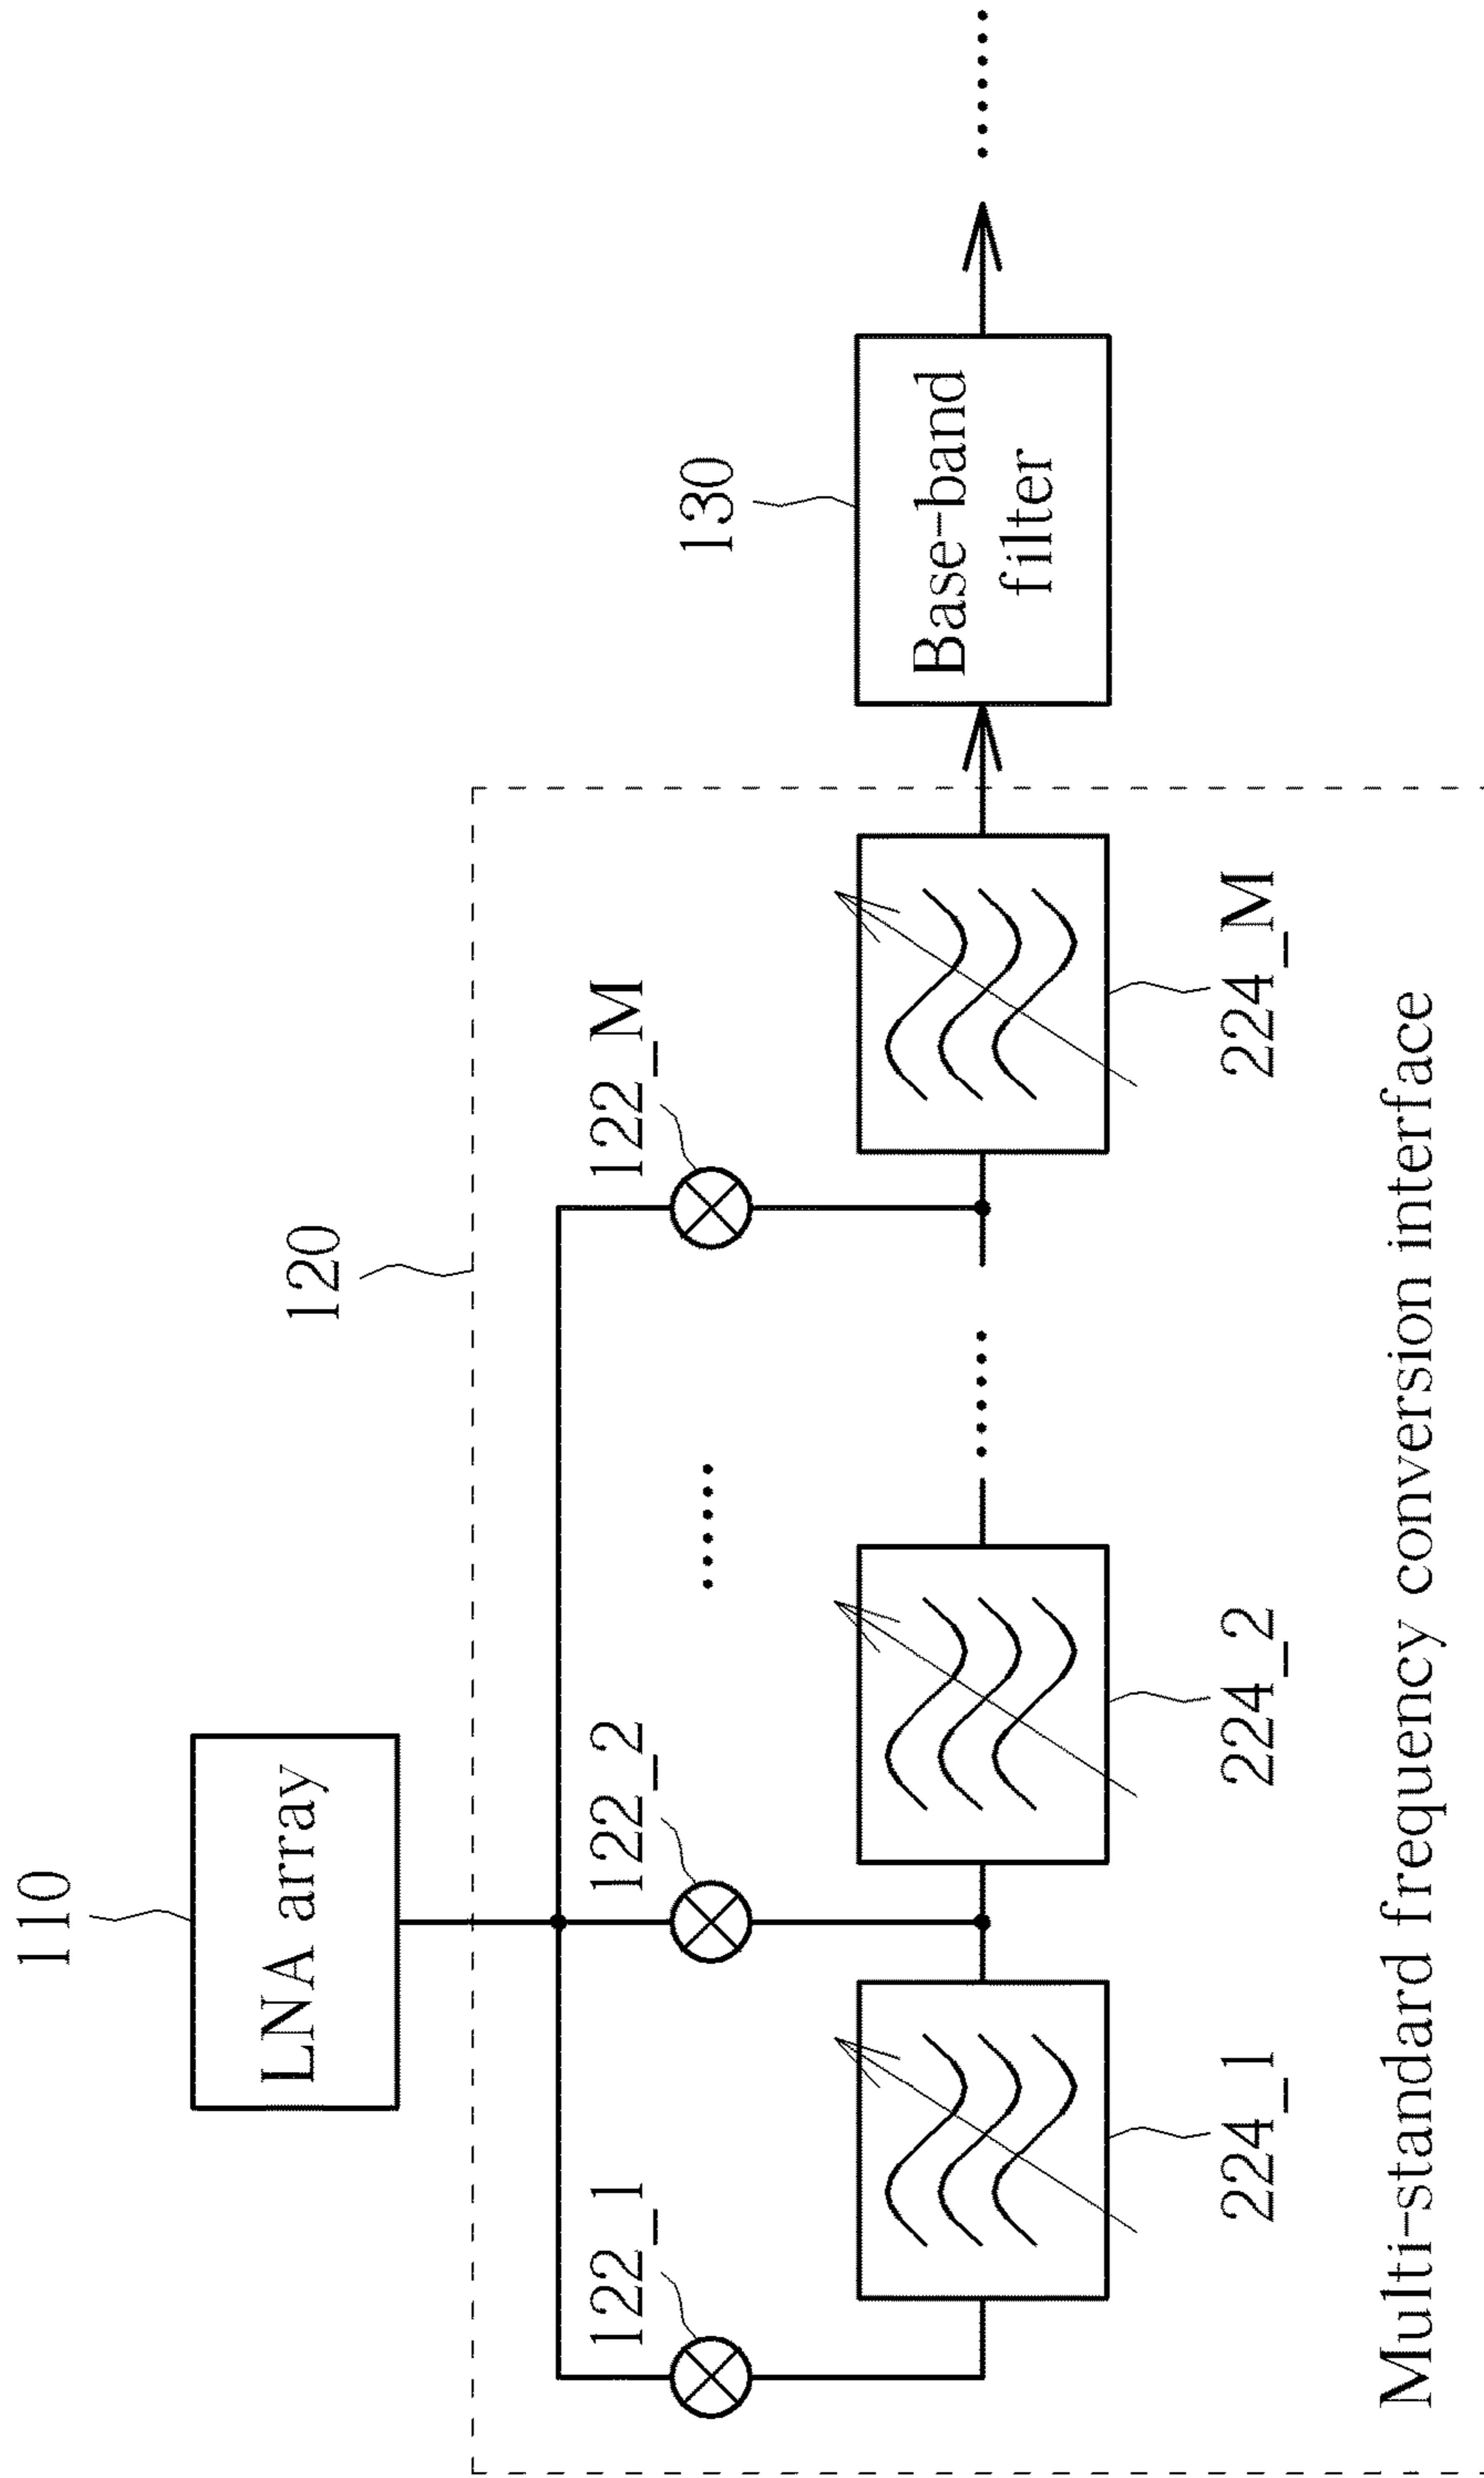 110
LNA array
120
122_1
122_2
122_M
130
Base-band
filter
224_1
224_2
224_M
Multi-standard frequency conversion interface